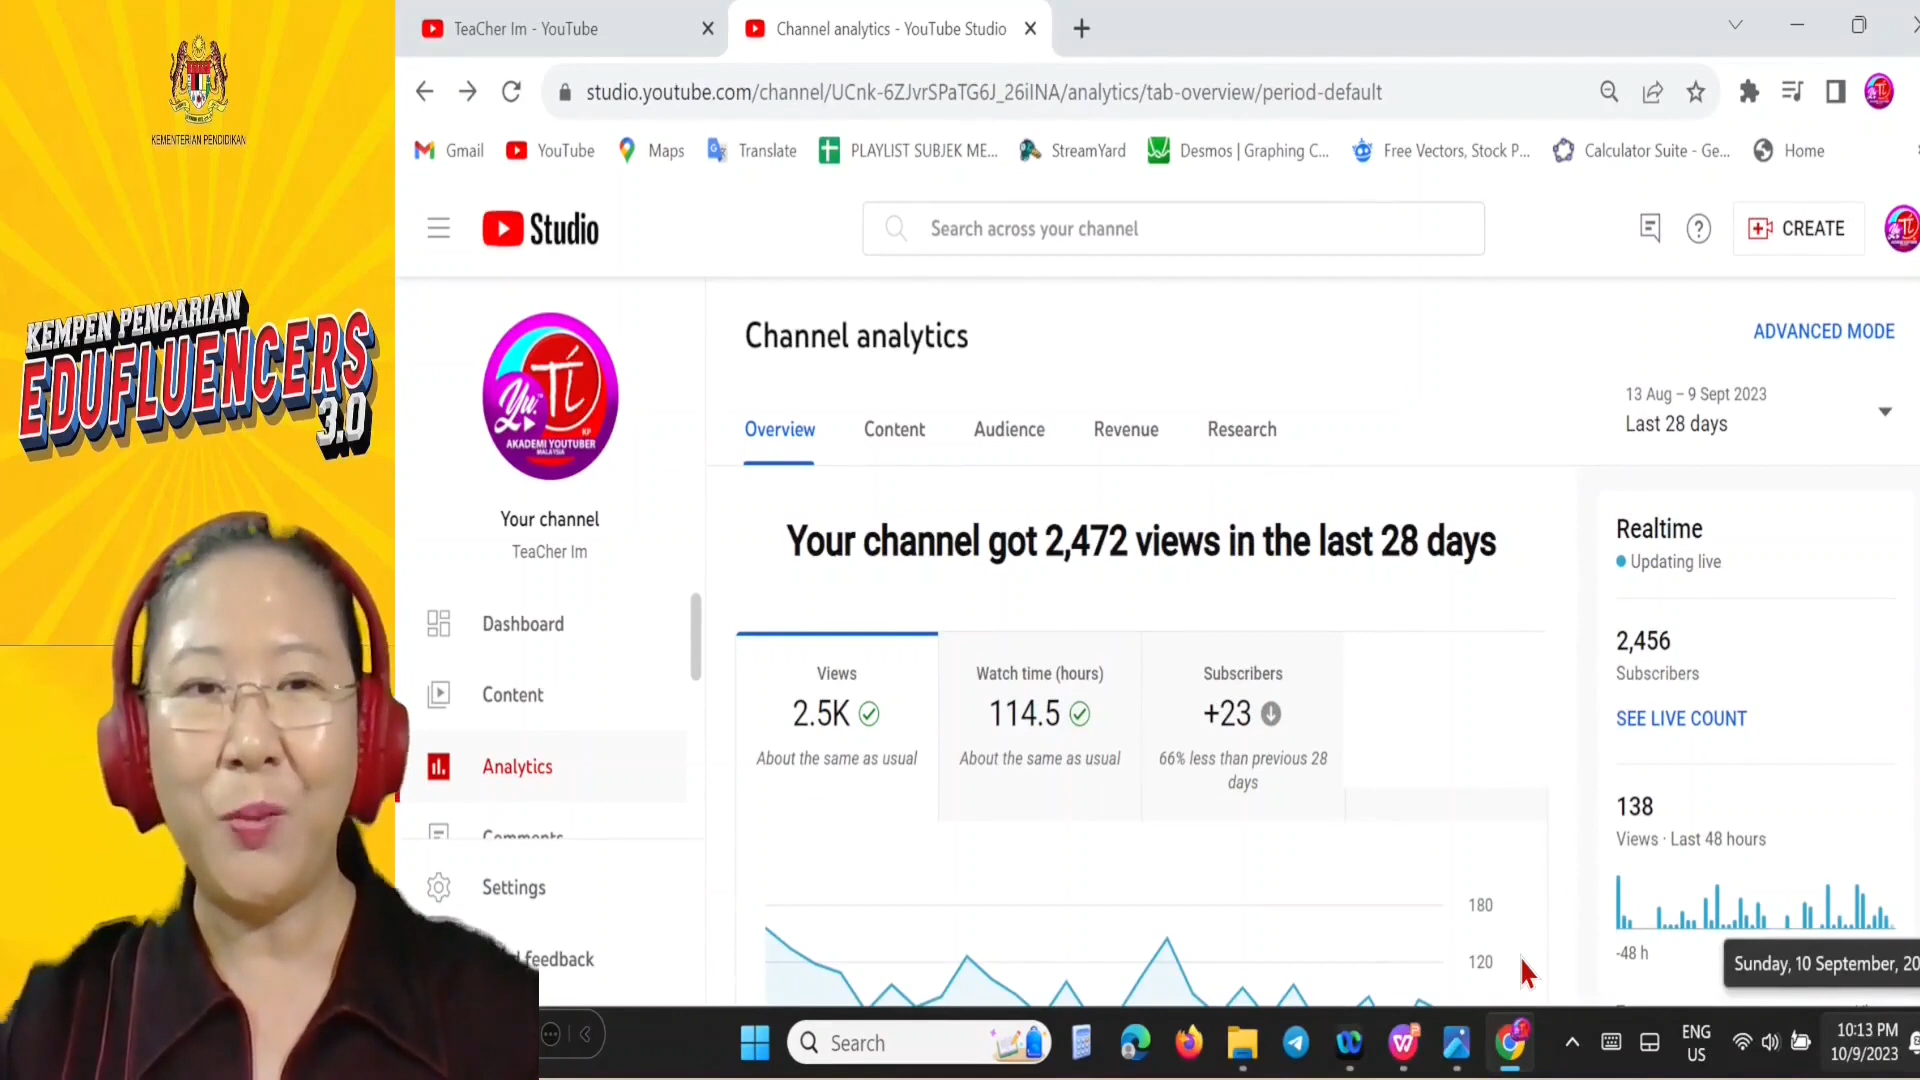 KEMENTERIAN PENDIDIKAN
KEMPEN PENCARIAN
EDUFLUENCERS
3.0
TeaCher Im - YouTube
Channel analytics - YouTube Studio
studio.youtube.com/channel/UCnk-6ZJvrSPaTG6J_26iINA/analytics/tab-overview/period-default
Gmail
YouTube
Maps
Translate
PLAYLIST SUBJEK ME...
StreamYard
Desmos | Graphing C...
Free Vectors, Stock P...
Calculator Suite - Ge...
Home
Studio
Search across your channel
CREATE
Yu.
Ti
KP
AKADEMI YOUTUBER
MALAYSIA
Your channel
TeaCher Im
Dashboard
Content
Analytics
Comments
Settings
feedback
Channel analytics
ADVANCED MODE
13 Aug – 9 Sept 2023
Last 28 days
Overview
Content
Audience
Revenue
Research
Your channel got 2,472 views in the last 28 days
Views
2.5K
About the same as usual
Watch time (hours)
114.5
About the same as usual
Subscribers
+23
66% less than previous 28
days
180
120
Realtime
Updating live
2,456
Subscribers
SEE LIVE COUNT
138
Views · Last 48 hours
-48 h
Sunday, 10 September, 20
Search
ENG
US
10:13 PM
10/9/2023